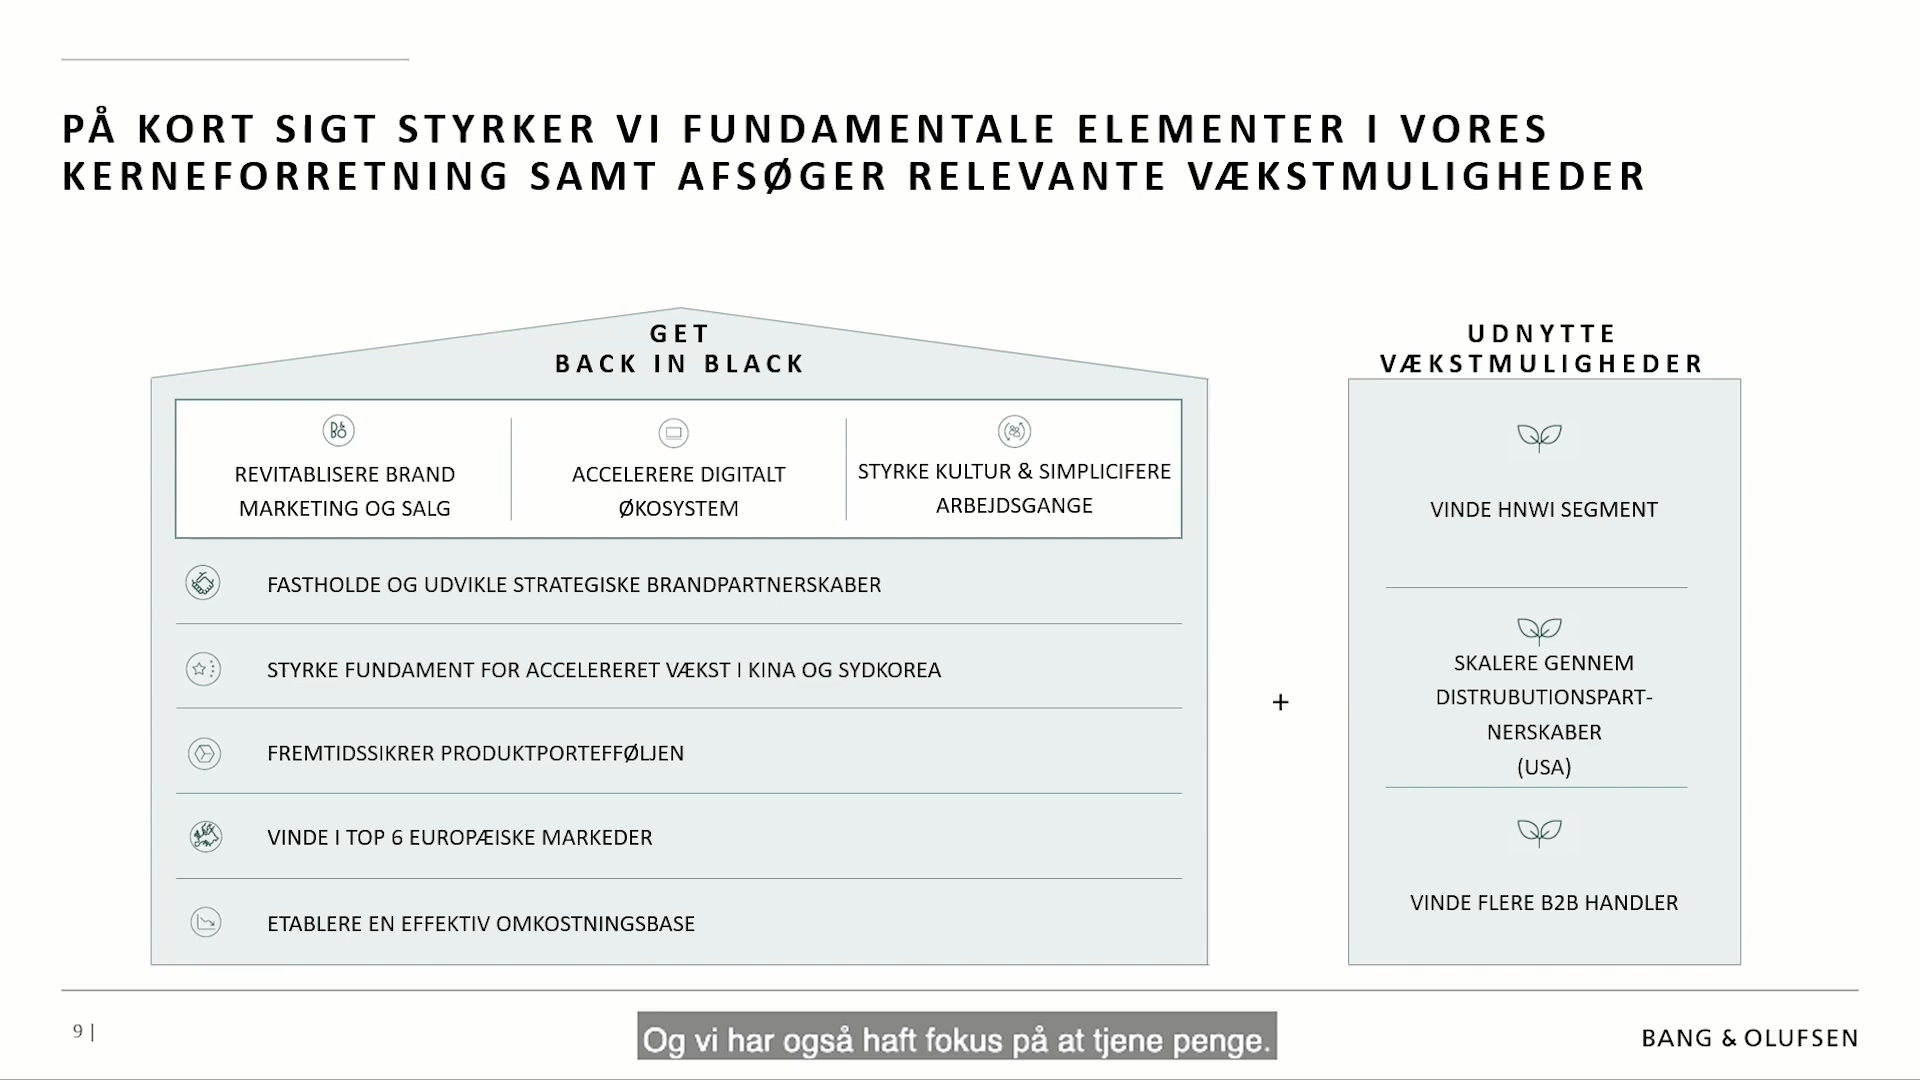 PÅ KORT SIGT STYRKER VI FUNDAMENTALE ELEMENTER I VORES
KERNEFORRETNING SAMT AFSØGER RELEVANTE VÆKSTMULIGHEDER
GET
BACK IN BLACK
REVITABLISERE BRAND
MARKETING OG SALG
ACCELERERE DIGITALT
ØKOSYSTEM
STYRKE KULTUR & SIMPLICIFERE
ARBEJDSGANGE
FASTHOLDE OG UDVIKLE STRATEGISKE BRANDPARTNERSKABER
STYRKE FUNDAMENT FOR ACCELERERET VÆKST I KINA OG SYDKOREA
FREMTIDSSIKRER PRODUKTPORTEFFØLJEN
VINDE I TOP 6 EUROPÆISKE MARKEDER
ETABLERE EN EFFEKTIV OMKOSTNINGSBASE
+
UDNYTTE
VÆKSTMULIGHEDER
VINDE HNWI SEGMENT
SKALERE GENNEM
DISTRUBUTIONSPART-
NERSKABER
(USA)
VINDE FLERE B2B HANDLER
9 |
Og vi har også haft fokus på at tjene penge.
BANG & OLUFSEN